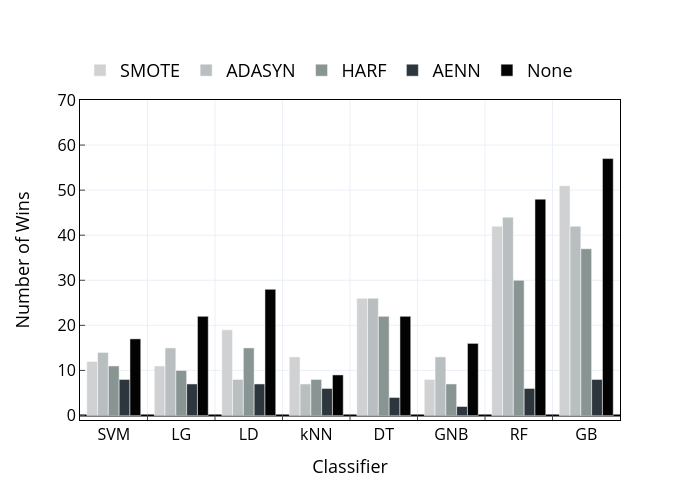 SMOTE ADASYN HARF AENN None
70
60
50
40
30
20
10
0
Number of Wins
SVM LG LD kNN DT GNB RF GB
Classifier